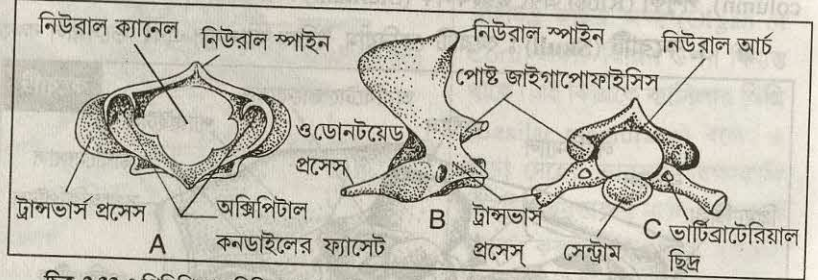 column),
নিউরাল ক্যানেল
নিউরাল স্পাইন
নিউরাল স্পাইন
নিউরাল আর্চ
পোষ্ট জাইগাপোফাইসিস
ওডোনটয়েড
প্রসেস
ট্রান্সভার্স প্রসেস
অক্সিপিটাল
কনডাইলের ফ্যাসেট
A
B
ট্রান্সভার্স
প্রসেস্
সেন্ট্রাম
C
ভার্টিব্রাটেরিয়াল
ছিদ্র